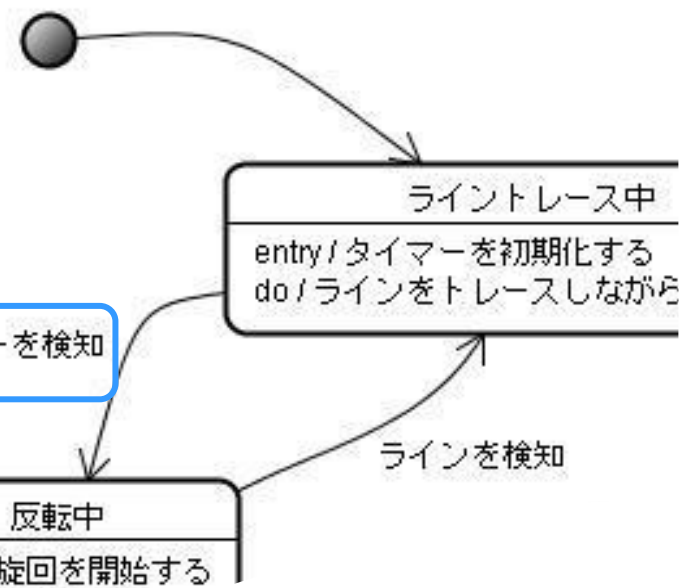 ライントレース中
entry / タイマーを初期化する
do / ラインをトレースしながら
ーを検知
ラインを検知
反転中
旋回を開始する